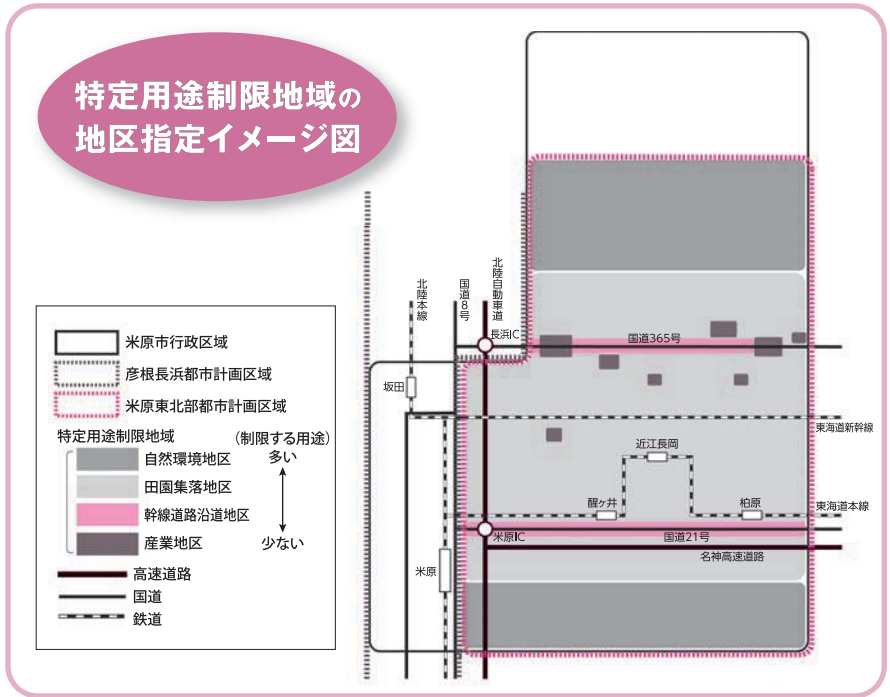 特定用途制限地域の
地区指定イメージ図
北陸本線
国道8号
北陸自動車道
長浜IC
国道365号
坂田
東海道新幹線
近江長岡
醒ヶ井
柏原
東海道本線
米原IC
国道21号
名神高速道路
米原
米原市行政区域
彦根長浜都市計画区域
米原東北部都市計画区域
特定用途制限地域
(制限する用途)
自然環境地区
多い
田園集落地区
幹線道路沿道地区
産業地区
少ない
高速道路
国道
鉄道